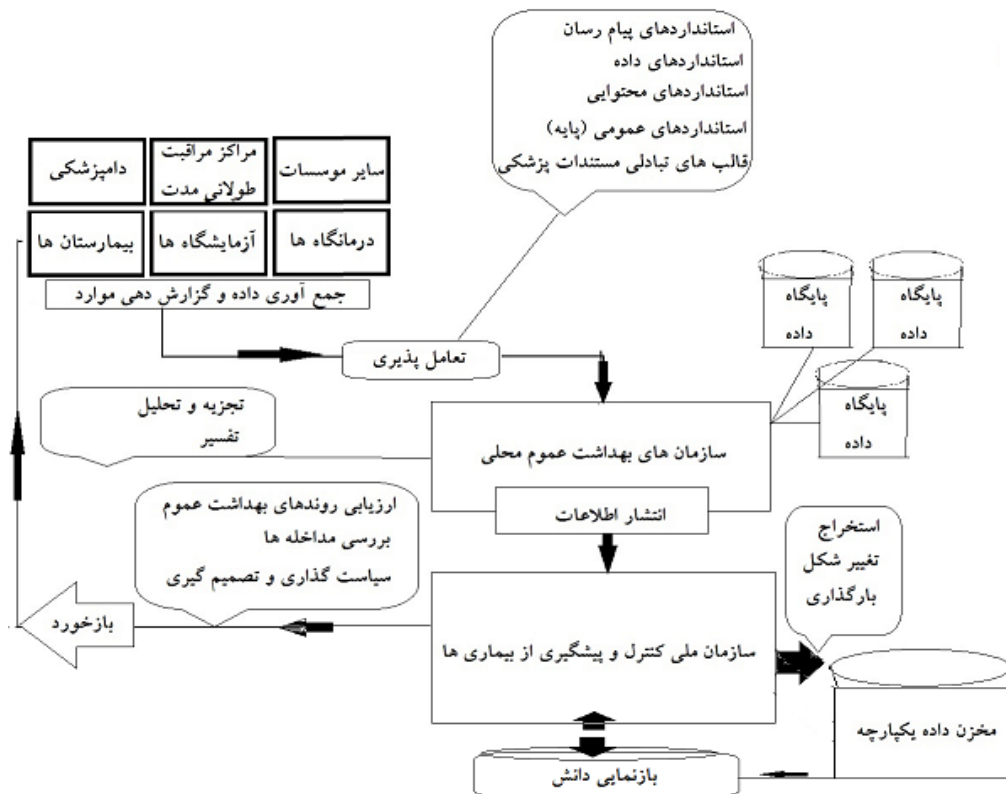 استانداردهای پیام رسان
استانداردهای داده
استانداردهای محتوایی
استانداردهای عمومی (پایه)
قالب های تبادلی مستندات پزشکی
سایر موسسات
مراکز مراقبت
طولانی مدت
دامپزشکی
درمانگاه ها
آزمایشگاه ها
بیمارستان ها
جمع آوری داده و گزارش دهی موارد
تعامل پذیری
پایگاه
داده
پایگاه
داده
پایگاه
داده
سازمان های بهداشت عموم محلی
تجزیه و تحلیل
تفسیر
انتشار اطلاعات
ارزیابی روندهای بهداشت عموم
بررسی مداخله ها
سیاست گذاری و تصمیم گیری
استخراج
تغییر شکل
بارگذاری
بازخورد
سازمان ملی کنترل و پیشگیری از بیماری ها
مخزن داده یکپارچه
بازنمایی دانش